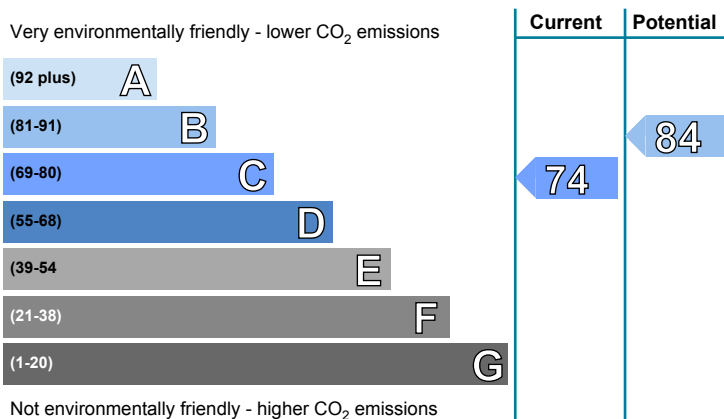 Current Potential
Very environmentally friendly - lower CO2 emissions
(92 plus) A
(81-91) B
84
(69-80) C
74
(55-68) D
(39-54 E
(21-38) F
(1-20) G
Not environmentally friendly - higher CO2 emissions